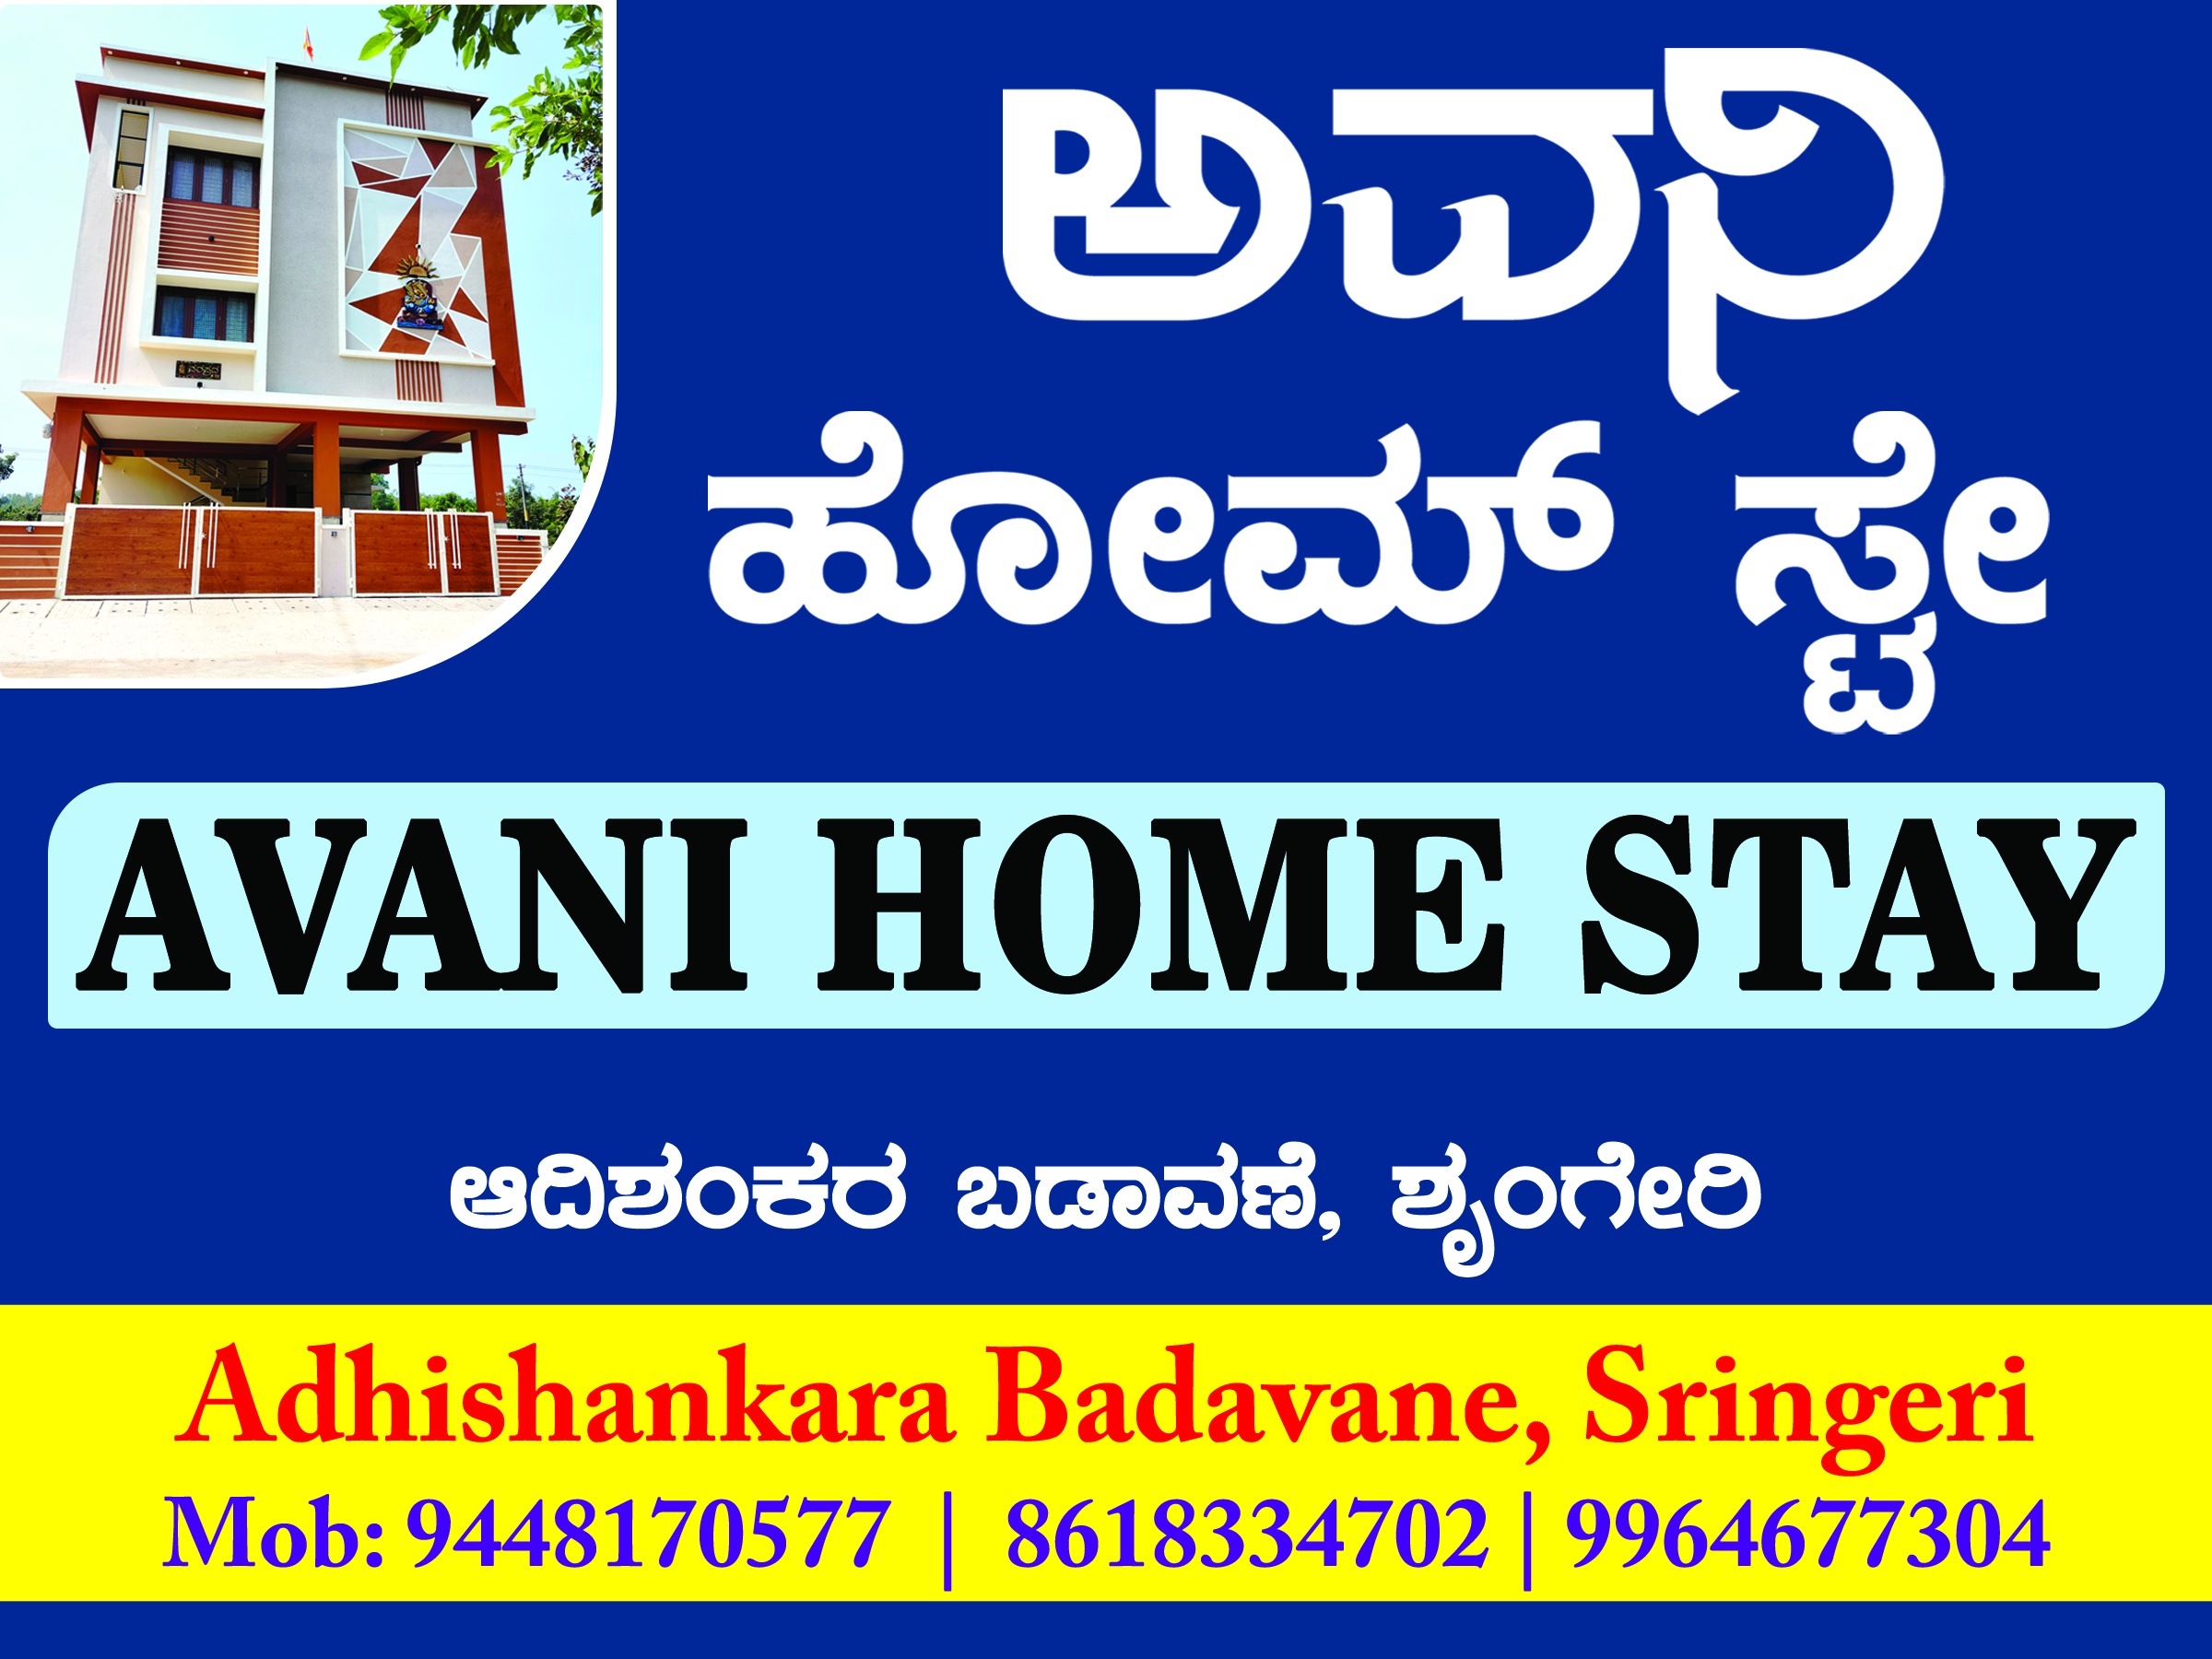 ಅವನಿ
ಹೋಮ್ ಸ್ಟೇ
AVANI HOME STAY
ಆದಿಶಂಕರ ಬಡಾವಣೆ, ಶೃಂಗೇರಿ
Adhishankara Badavane, Sringeri
Mob: 9448170577 | 8618334702 | 9964677304